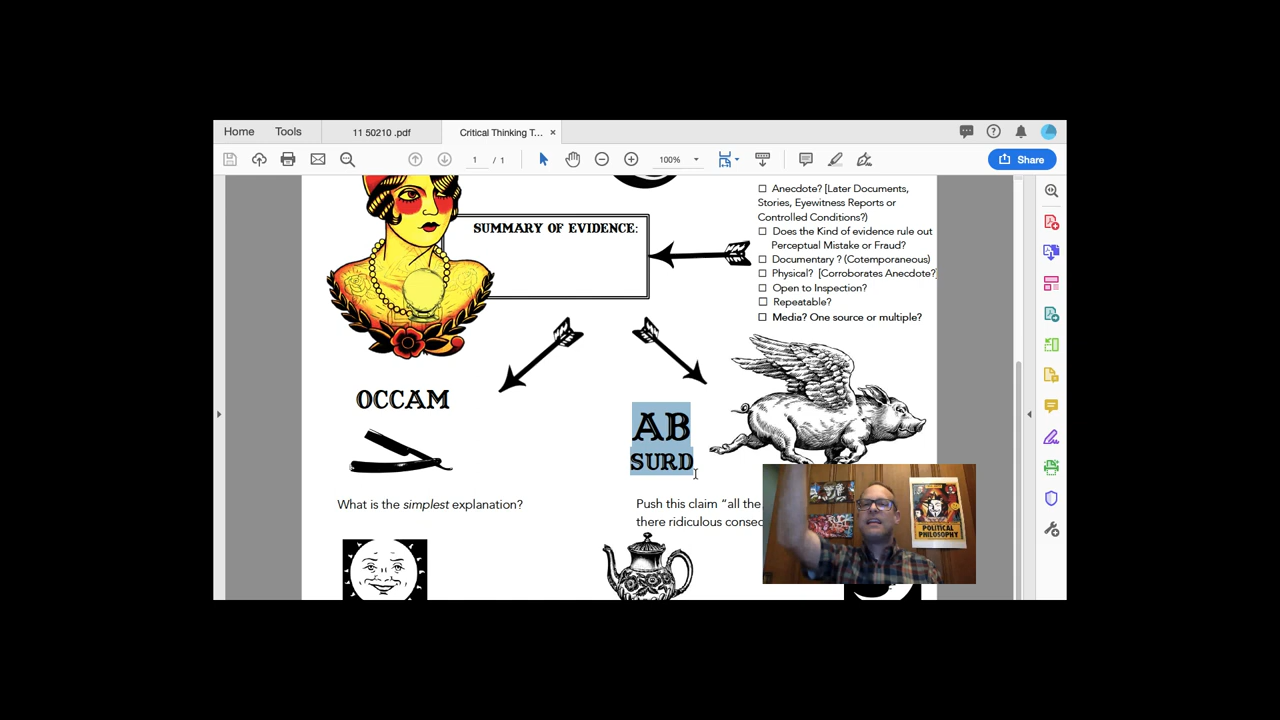 Home Tools 11 50210 .pdf Critical Thinking T... ×
1 / 1 100% Share
☐ Anecdote? [Later Documents,
Stories, Eyewitness Reports or
Controlled Conditions?)
☐ Does the Kind of evidence rule out
Perceptual Mistake or Fraud?
☐ Documentary ? (Cotemporaneous)
☐ Physical? [Corroborates Anecdote?]
☐ Open to Inspection?
☐ Repeatable?
☐ Media? One source or multiple?
SUMMARY OF EVIDENCE:
OCCAM
What is the simplest explanation?
AB
SURD
Push this claim “all the
there ridiculous
POLITICAL
PHILOSOPHY